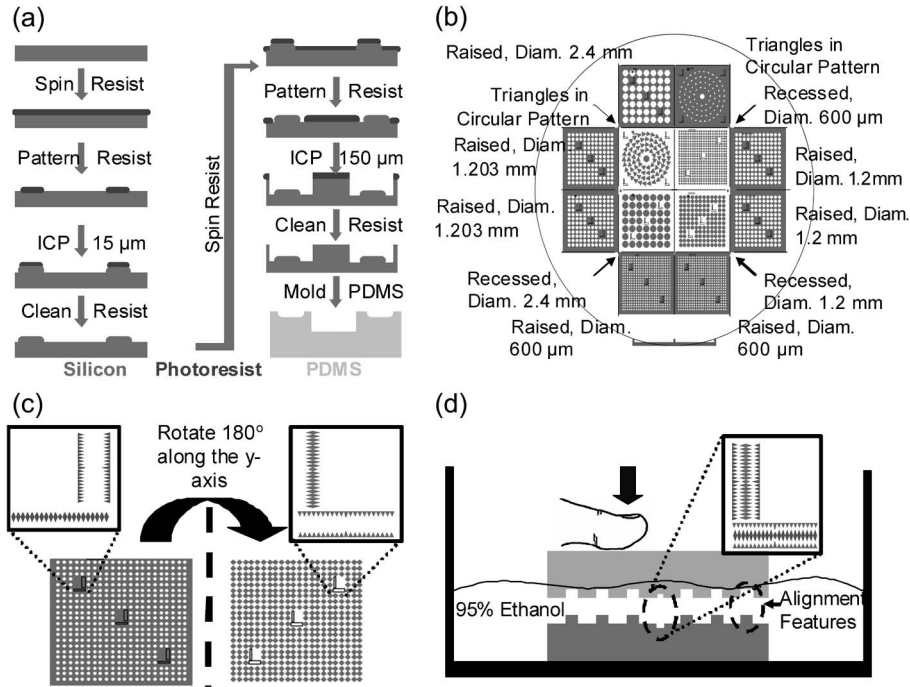 (a)
Spin Resist
Pattern Resist
ICP 15 µm
Clean Resist
Silicon
Photoresist
Spin Resist
Pattern Resist
ICP 150 µm
Clean Resist
Mold PDMS
PDMS
(b)
Raised, Diam. 2.4 mm
Triangles in
Circular Pattern
Triangles in
Circular Pattern
Recessed,
Diam. 600 µm
Raised, Diam.
1.203 mm
Raised,
Diam. 1.2mm
Raised, Diam.
1.203 mm
Raised,
Diam.
1.2 mm
Recessed,
Diam. 2.4 mm
Recessed,
Diam. 1.2 mm
Raised, Diam.
600 µm
Raised, Diam.
600 µm
(c)
Rotate 180°
along the y-
axis
(d)
95% Ethanol
Alignment
Features